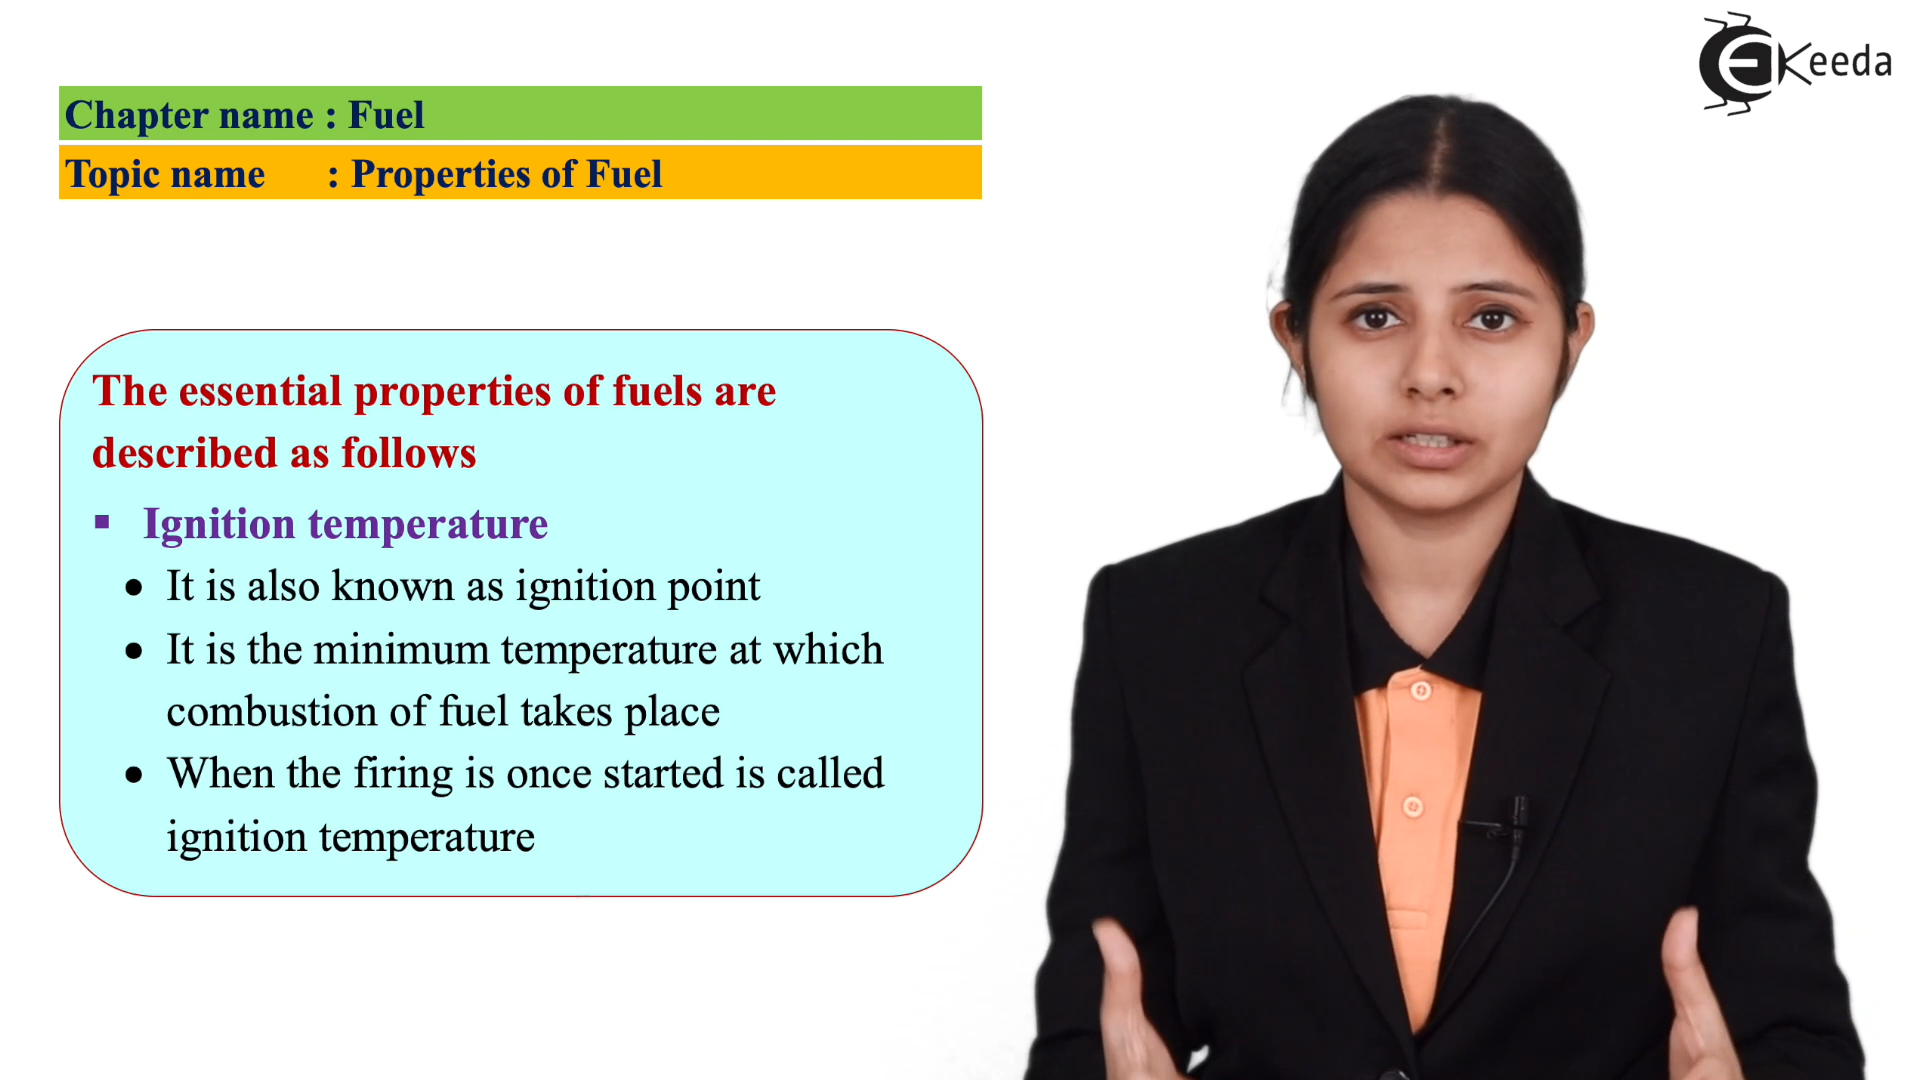 Keeda
Chapter name : Fuel
Topic name : Properties of Fuel
The essential properties of fuels are
described as follows
▪ Ignition temperature
• It is also known as ignition point
• It is the minimum temperature at which
combustion of fuel takes place
• When the firing is once started is called
ignition temperature